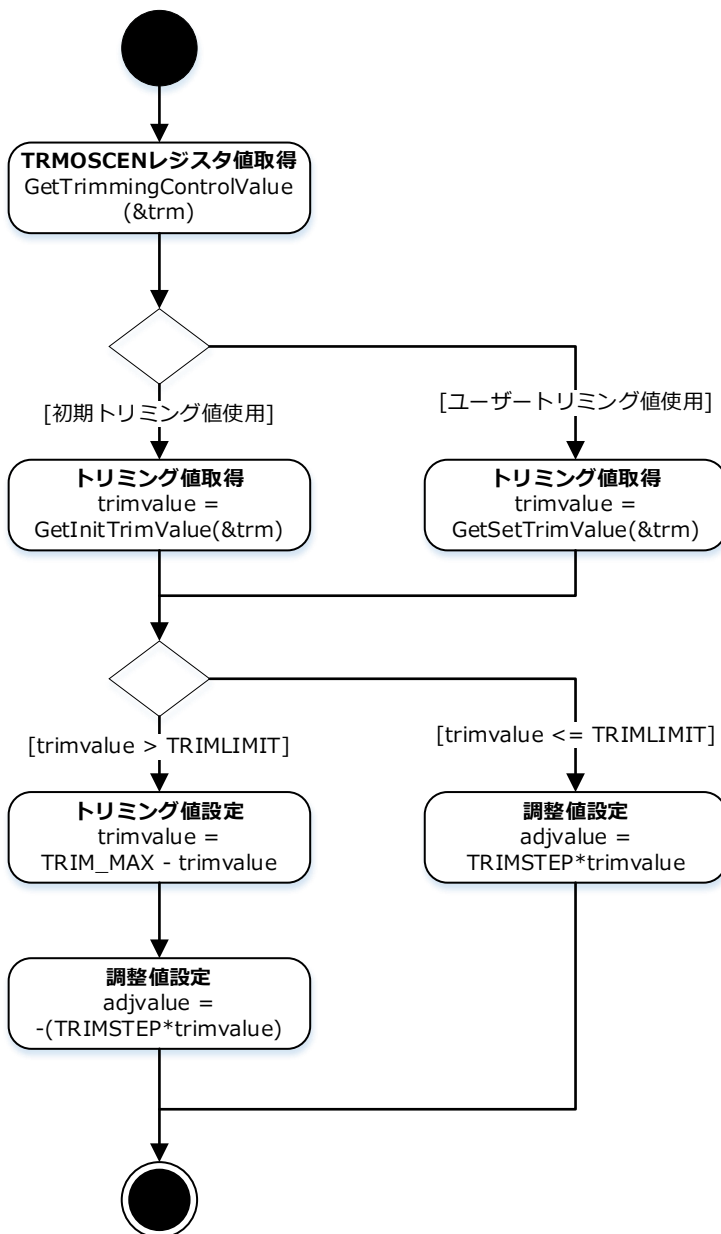 TRMOSCENレジスタ値取得
GetTrimmingControlValue
(&trm)
[初期トリミング値使用]
[ユーザートリミング値使用]
トリミング値取得
trimvalue =
GetInitTrimValue(&trm)
トリミング値取得
trimvalue =
GetSetTrimValue(&trm)
[trimvalue > TRIMLIMIT]
[trimvalue <= TRIMLIMIT]
トリミング値設定
trimvalue =
TRIM_MAX - trimvalue
調整値設定
adjvalue =
TRIMSTEP*trimvalue
調整値設定
adjvalue =
-(TRIMSTEP*trimvalue)